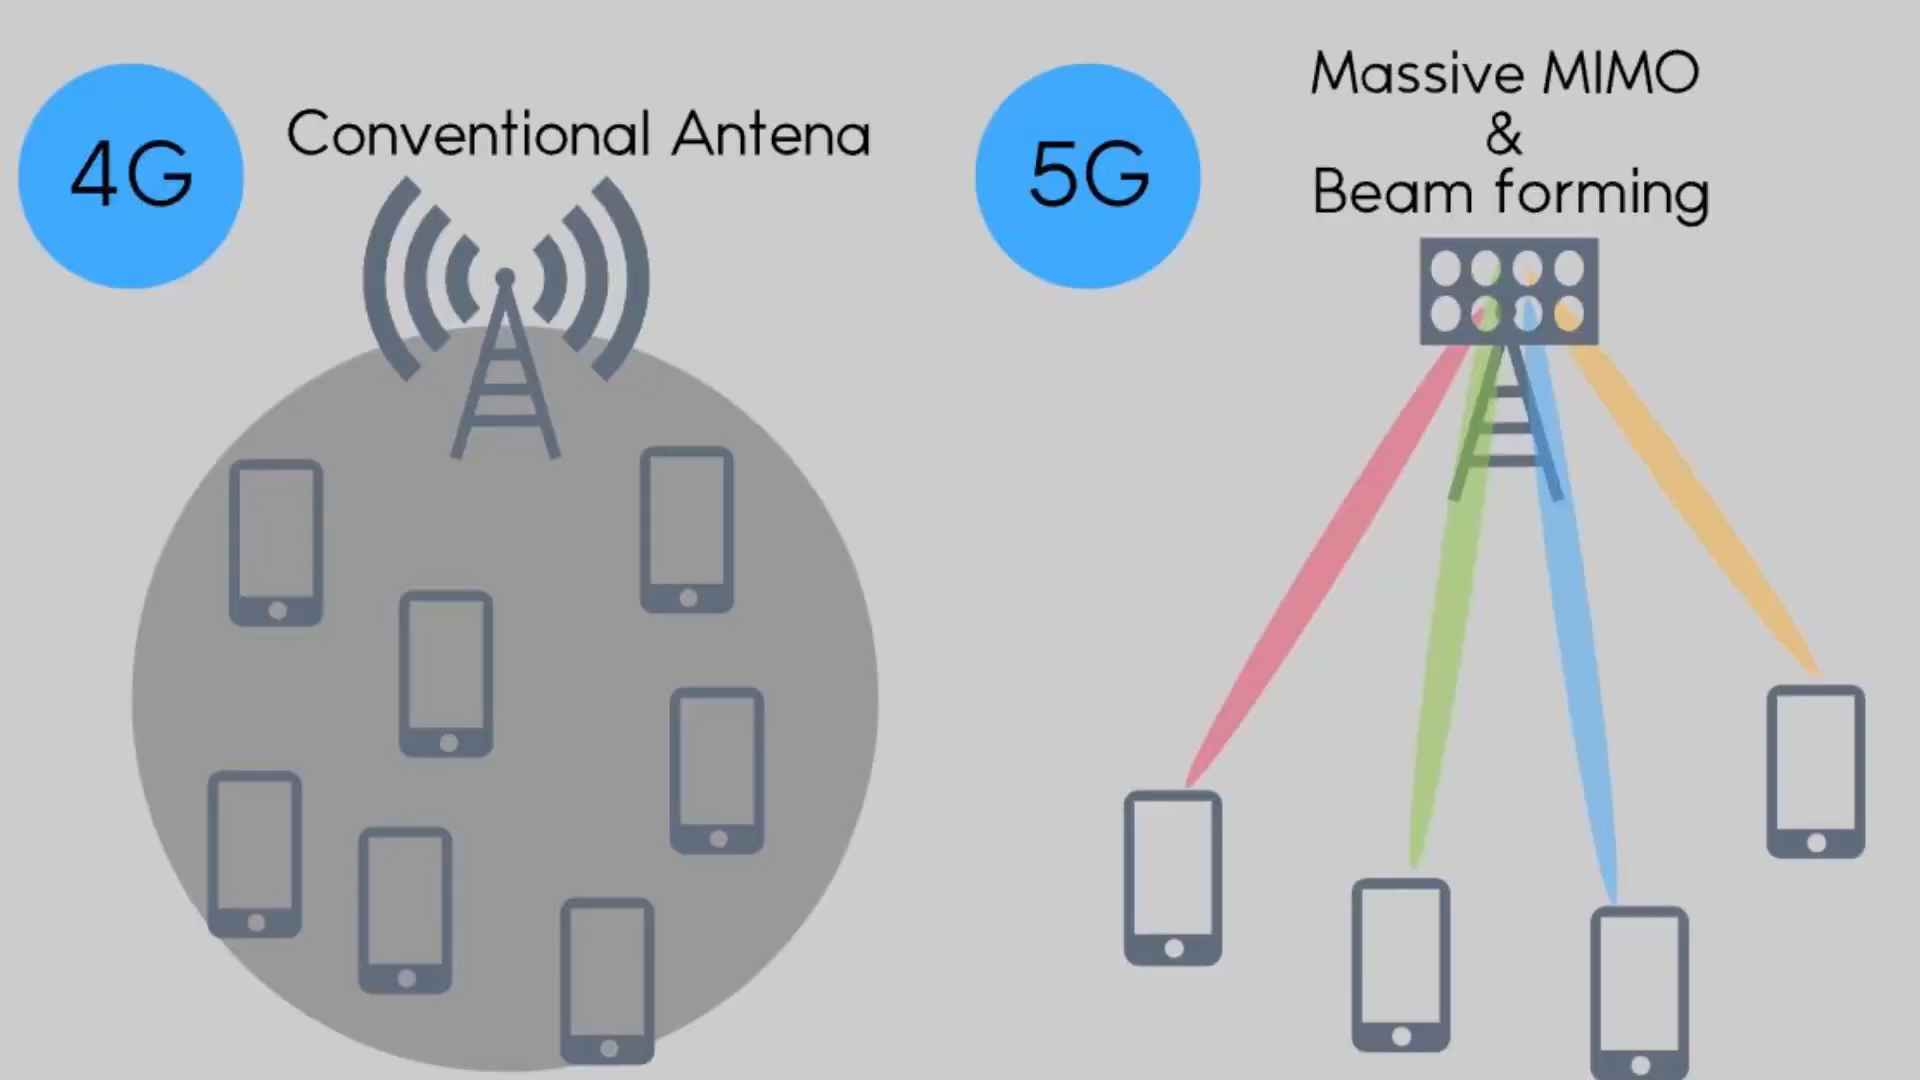 4G
Conventional Antena
5G
Massive MIMO
&
Beam forming